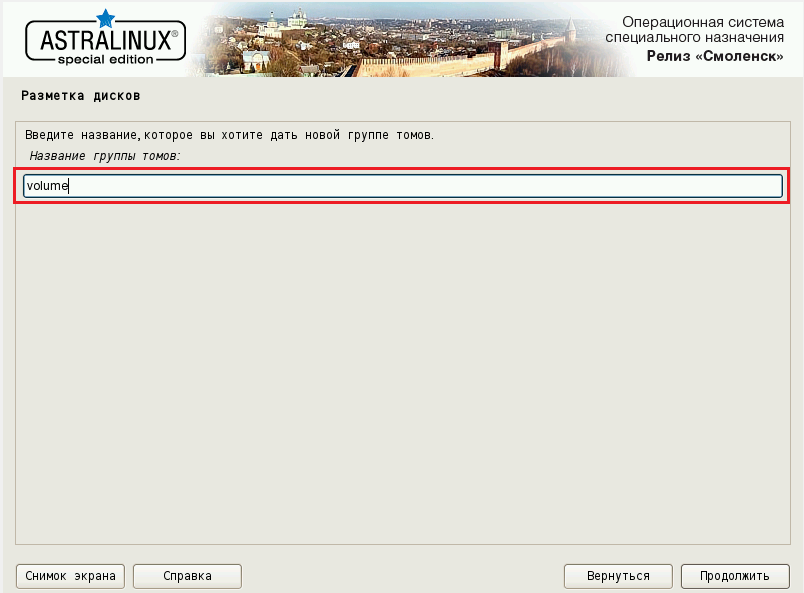 ASTRALINUX®
special edition
Операционная система
специального назначения
Релиз «Смоленск»
Разметка дисков
Введите название, которое вы хотите дать новой группе томов.
Название группы томов:
volume
Снимок экрана
Справка
Вернуться
Продолжить